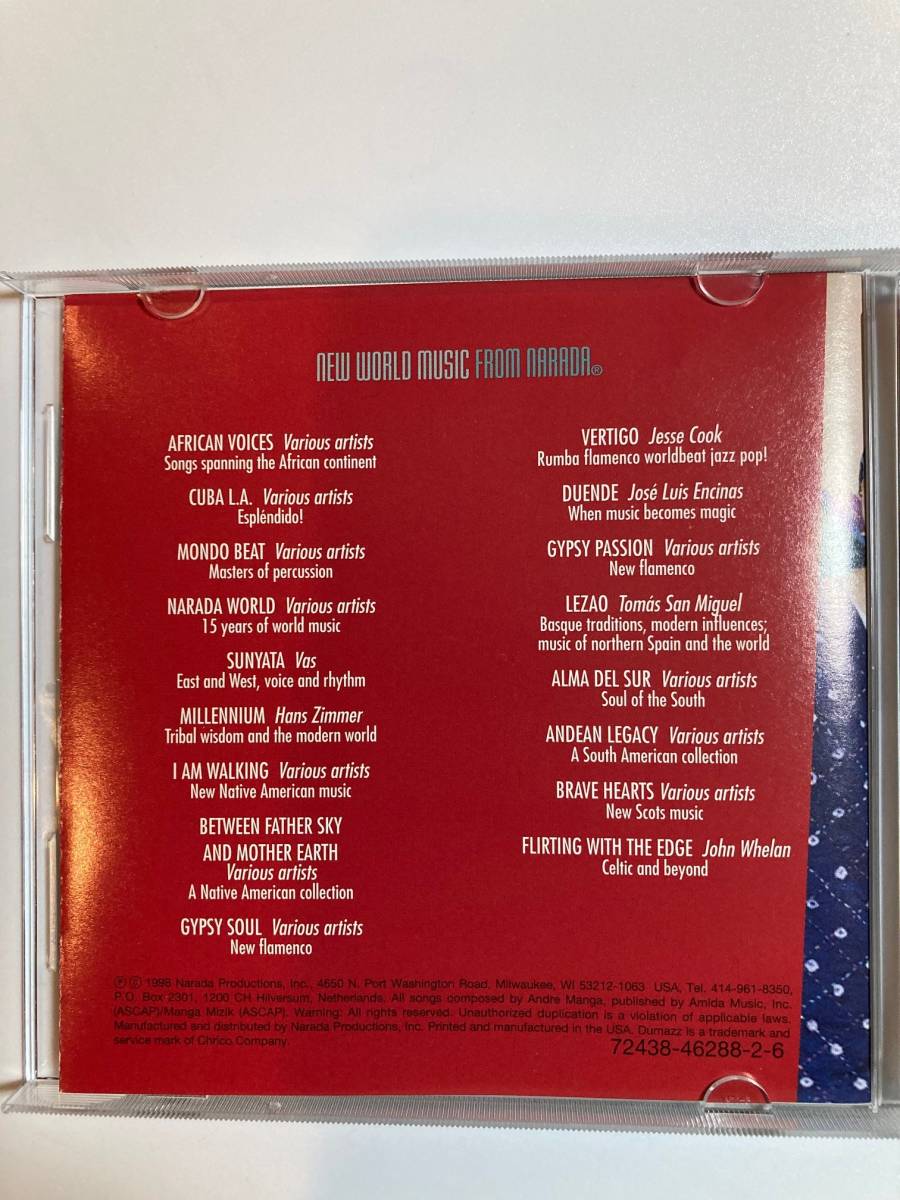 NEW WORLD MUSIC FROM NARADA®
AFRICAN VOICES Various artists
Songs spanning the African continent
CUBA L.A. Various artists
Espléndido!
MONDO BEAT Various artists
Masters of percussion
NARADA WORLD Various artists
15 years of world music
SUNYATA Vas
East and West, voice and rhythm
MILLENNIUM Hans Zimmer
Tribal wisdom and the modern world
I AM WALKING Various artists
New Native American music
BETWEEN FATHER SKY
AND MOTHER EARTH
Various artists
A Native American collection
GYPSY SOUL Various artists
New flamenco
VERTIGO Jesse Cook
Rumba flamenco worldbeat jazz pop!
DUENDE José Luis Encinas
When music becomes magic
GYPSY PASSION Various artists
New flamenco
LEZAO Tomás San Miguel
Basque traditions, modern influences;
music of northern Spain and the world
ALMA DEL SUR Various artists
Soul of the South
ANDEAN LEGACY Various artists
A South American collection
BRAVE HEARTS Various artists
New Scots music
FLIRTING WITH THE EDGE John Whelan
Celtic and beyond
℗ © 1998 Narada Productions, Inc., 4650 N. Port Washington Road, Milwaukee, WI 53212-1063 USA, Tel. 414-961-8350,
P.O. Box 2301, 1200 CH Hilversum, Netherlands. All songs composed by Andre Manga, published by Amida Music, Inc.
(ASCAP)/Manga Mizik (ASCAP). Warning: All rights reserved. Unauthorized duplication is a violation of applicable laws.
Manufactured and distributed by Narada Productions, Inc. Printed and manufactured in the USA. Dumazz is a trademark and
service mark of Chrico Company.
72438-46288-2-6